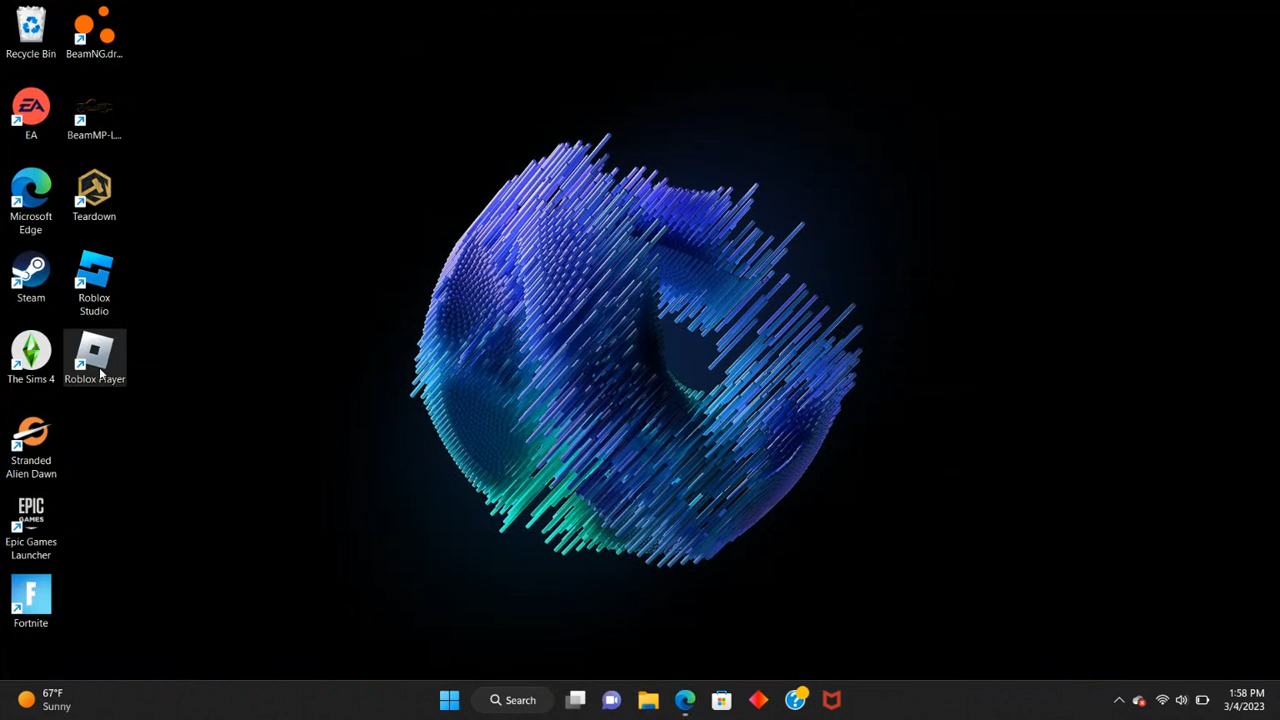 Recycle Bin
BeamNG.dr...
EA
EA
BeamMP-L...
Microsoft
Edge
Teardown
Steam
Roblox
Studio
The Sims 4
Roblox Player
Stranded
Alien Dawn
EPIC
GAMES
Epic Games
Launcher
F
Fortnite
67°F
Sunny
Search
?
1:58 PM
3/4/2023